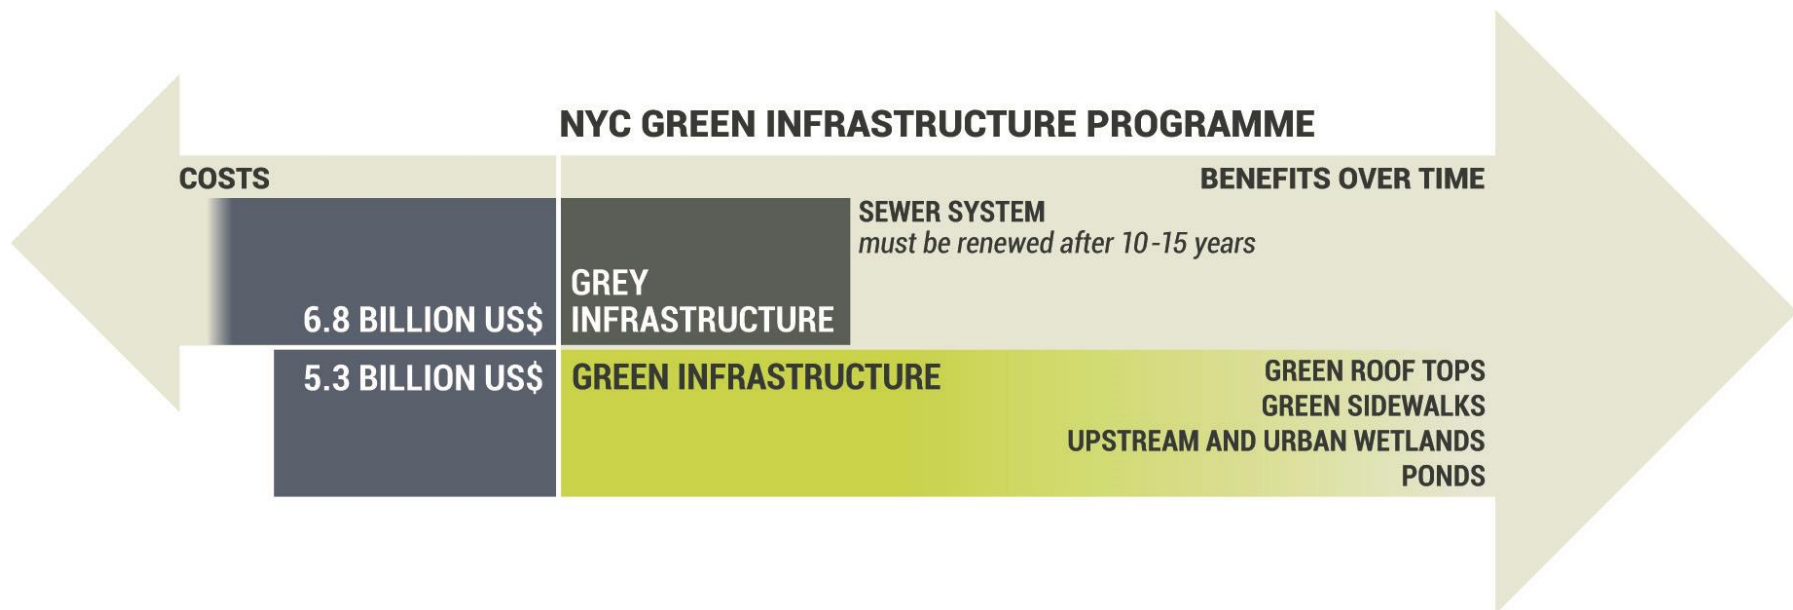 NYC GREEN INFRASTRUCTURE PROGRAMME
COSTS
BENEFITS OVER TIME
SEWER SYSTEM
must be renewed after 10-15 years
6.8 BILLION US$
GREY
INFRASTRUCTURE
5.3 BILLION US$
GREEN INFRASTRUCTURE
GREEN ROOF TOPS
GREEN SIDEWALKS
UPSTREAM AND URBAN WETLANDS
PONDS